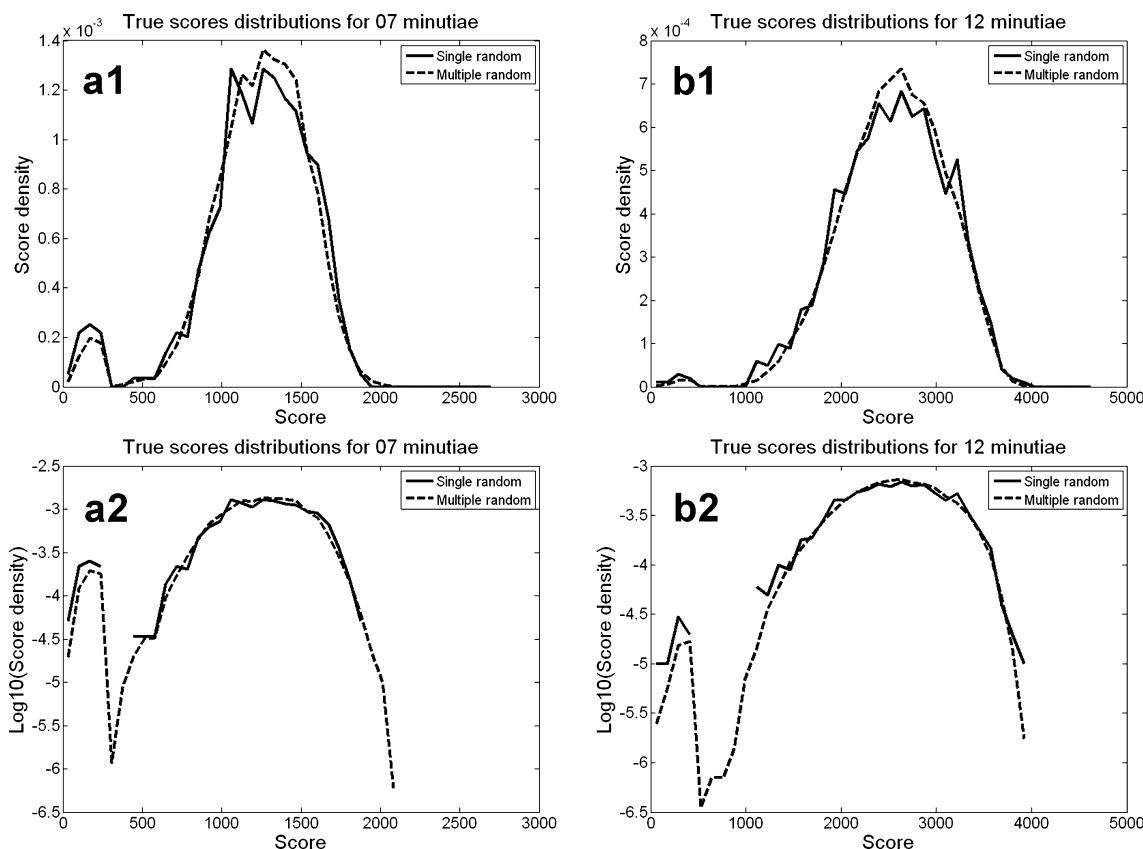 True scores distributions for 07 minutiae
x 10^-3
1.4
1.2
1
0.8
0.6
0.4
0.2
0
Score density
a1
Single random
Multiple random
0 500 1000 1500 2000 2500 3000
Score
True scores distributions for 12 minutiae
x 10^-4
8
7
6
5
4
3
2
1
0
Score density
b1
Single random
Multiple random
0 1000 2000 3000 4000 5000
Score
True scores distributions for 07 minutiae
-2.5
-3
-3.5
-4
-4.5
-5
-5.5
-6
-6.5
Log10(Score density)
a2
Single random
Multiple random
0 500 1000 1500 2000 2500 3000
Score
True scores distributions for 12 minutiae
-3
-3.5
-4
-4.5
-5
-5.5
-6
-6.5
Log10(Score density)
b2
Single random
Multiple random
0 1000 2000 3000 4000 5000
Score